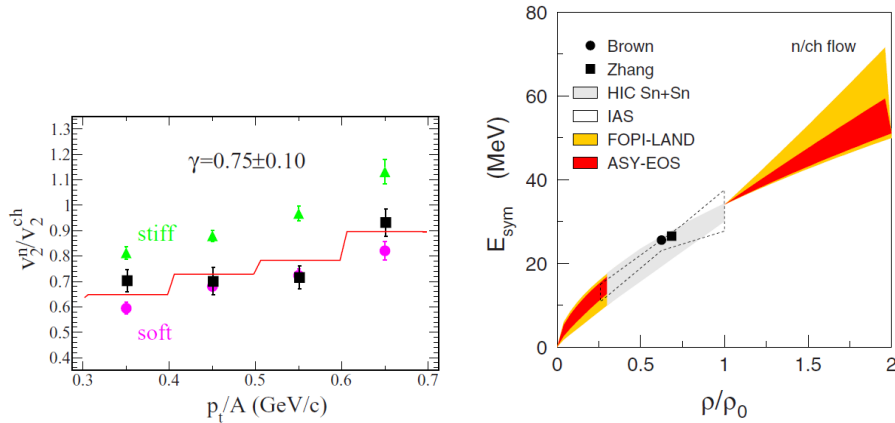 1.3
1.2
1.1
1
0.9
0.8
0.7
0.6
0.5
0.4
v₂ⁿ/v₂ᶜʰ
γ=0.75±0.10
stiff
soft
0.3 0.4 0.5 0.6 0.7
pₜ/A (GeV/c)
80
60
40
20
0
E_sym (MeV)
n/ch flow
Brown
Zhang
HIC Sn+Sn
IAS
FOPI-LAND
ASY-EOS
0 0.5 1 1.5 2
ρ/ρ₀